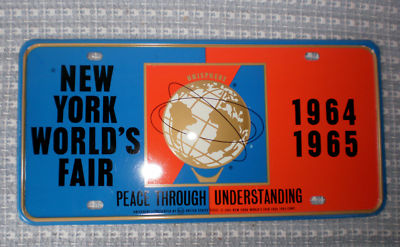 UNISPHERE
NEW
YORK
WORLD'S
FAIR
1964
1965
PEACE THROUGH UNDERSTANDING